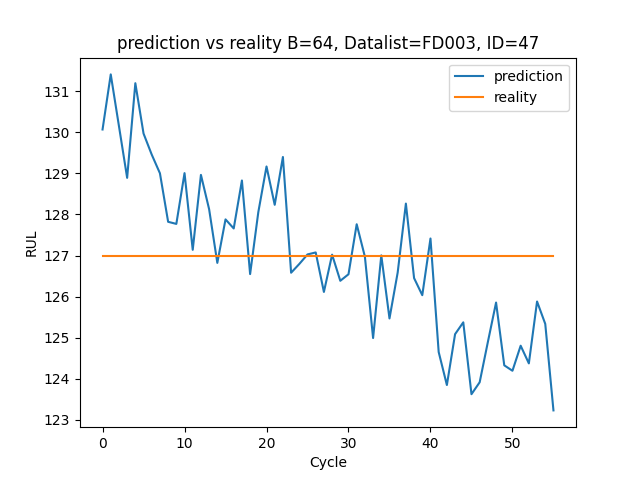 prediction vs reality B=64, Datalist=FD003, ID=47
prediction
reality
131
130
129
128
127
126
125
124
123
RUL
0 10 20 30 40 50
Cycle